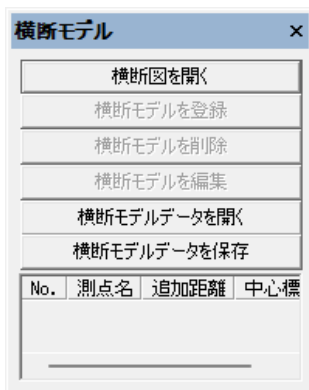 横断モデル ×
横断図を開く
横断モデルを登録
横断モデルを削除
横断モデルを編集
横断モデルデータを開く
横断モデルデータを保存
No. 測点名 追加距離 中心標